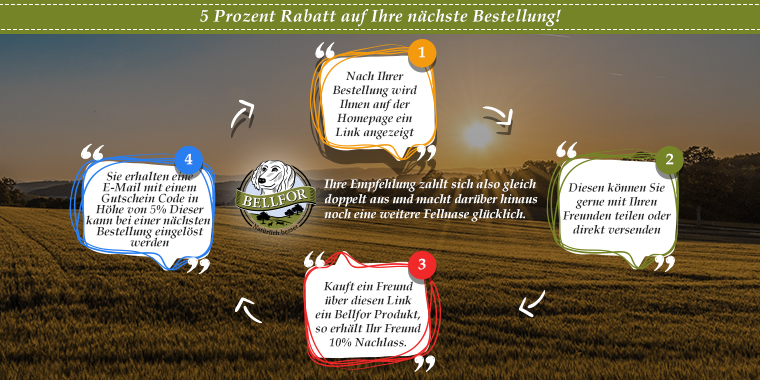 5 Prozent Rabatt auf Ihre nächste Bestellung!
1
Nach Ihrer
Bestellung wird
Ihnen auf der
Homepage ein
Link angezeigt
2
Diesen können Sie
gerne mit Ihren
Freunden teilen oder
direkt versenden
3
Kauft ein Freund
über diesen Link
ein Bellfor Produkt,
so erhält Ihr Freund
10% Nachlass.
4
Sie erhalten eine
E-Mail mit einem
Gutschein Code in
Höhe von 5% Dieser
kann bei einer nächsten
Bestellung eingelöst
werden
BELLFOR
Natürlich besser
Ihre Empfehlung zahlt sich also gleich
doppelt aus und macht darüber hinaus
noch eine weitere Fellnase glücklich.